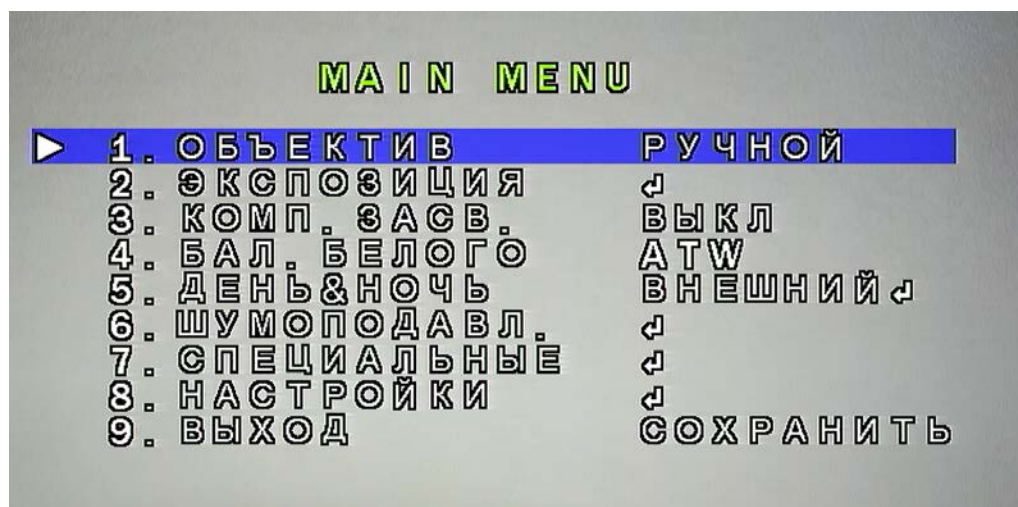 MAIN MENU
1. ОБЪЕКТИВ РУЧНОЙ
2. ЭКСПОЗИЦИЯ ↲
3. КОМП. ЗАСВ. ВЫКЛ
4. БАЛ. БЕЛОГО ATW
5. ДЕНЬ&НОЧЬ ВНЕШНИЙ↲
6. ШУМОПОДАВЛ. ↲
7. СПЕЦИАЛЬНЫЕ ↲
8. НАСТРОЙКИ ↲
9. ВЫХОД СОХРАНИТЬ